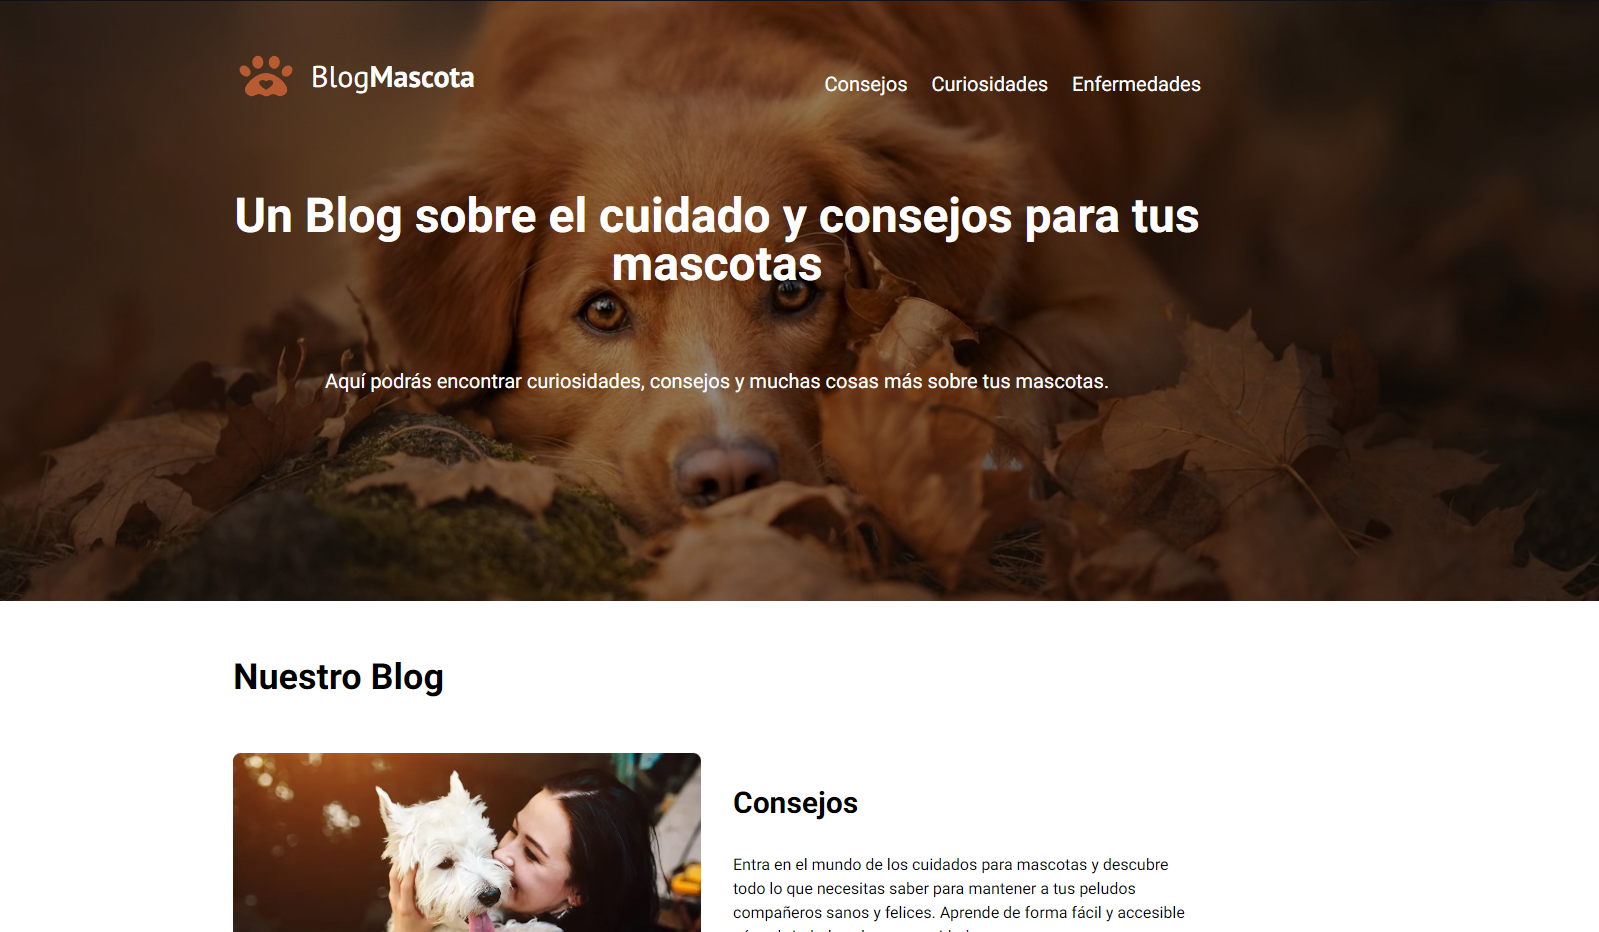 BlogMascota
Consejos Curiosidades Enfermedades
Un Blog sobre el cuidado y consejos para tus
mascotas
Aquí podrás encontrar curiosidades, consejos y muchas cosas más sobre tus mascotas.
Nuestro Blog
Consejos
Entra en el mundo de los cuidados para mascotas y descubre
todo lo que necesitas saber para mantener a tus peludos
compañeros sanos y felices. Aprende de forma fácil y accesible